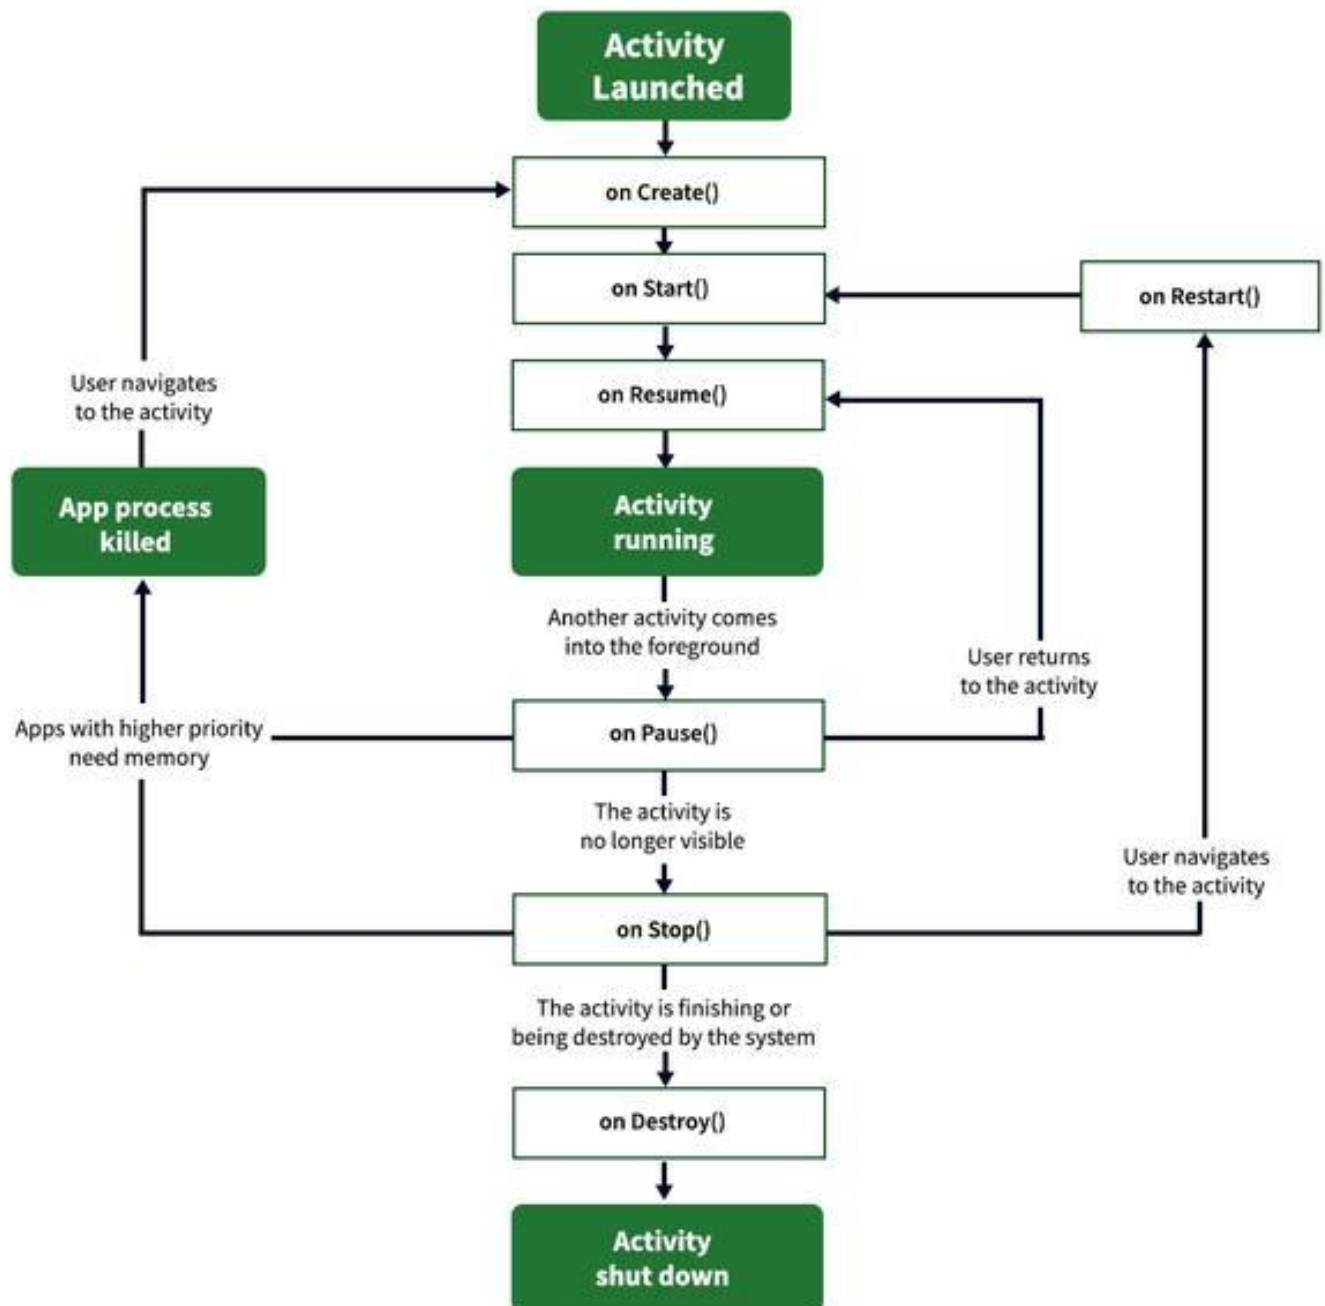 Activity
Launched
on Create()
on Start()
on Restart()
on Resume()
User navigates
to the activity
App process
killed
Activity
running
Another activity comes
into the foreground
User returns
to the activity
Apps with higher priority
need memory
on Pause()
The activity is
no longer visible
User navigates
to the activity
on Stop()
The activity is finishing or
being destroyed by the system
on Destroy()
Activity
shut down